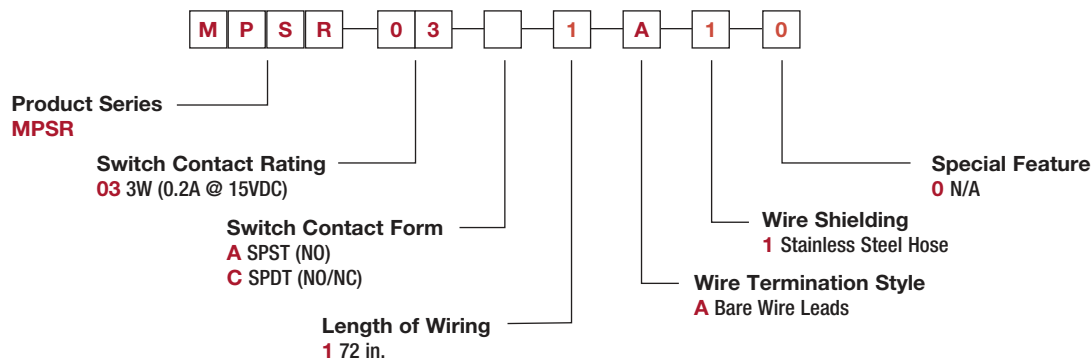 M P S R 0 3 1 A 1 0
Product Series
MPSR
Switch Contact Rating
03 3W (0.2A @ 15VDC)
Switch Contact Form
A SPST (NO)
C SPDT (NO/NC)
Length of Wiring
1 72 in.
Wire Termination Style
A Bare Wire Leads
Wire Shielding
1 Stainless Steel Hose
Special Feature
0 N/A